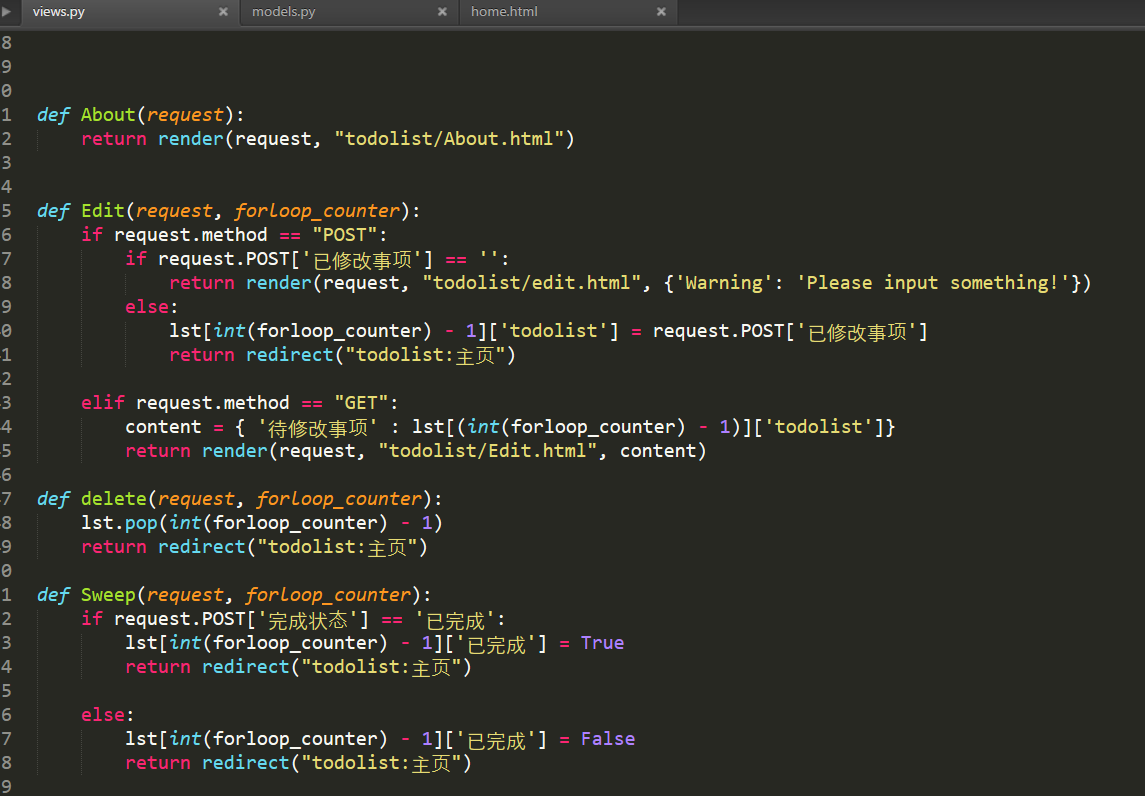 views.py × models.py × home.html ×
8
9
0
1 def About(request):
2     return render(request, "todolist/About.html")
3
4
5 def Edit(request, forloop_counter):
6     if request.method == "POST":
7         if request.POST['已修改事项'] == '':
8             return render(request, "todolist/edit.html", {'Warning': 'Please input something!'})
9         else:
0             lst[int(forloop_counter) - 1]['todolist'] = request.POST['已修改事项']
1             return redirect("todolist:主页")
2
3     elif request.method == "GET":
4         content = { '待修改事项' : lst[(int(forloop_counter) - 1)]['todolist']}
5         return render(request, "todolist/Edit.html", content)
6
7 def delete(request, forloop_counter):
8     lst.pop(int(forloop_counter) - 1)
9     return redirect("todolist:主页")
0
1 def Sweep(request, forloop_counter):
2     if request.POST['完成状态'] == '已完成':
3         lst[int(forloop_counter) - 1]['已完成'] = True
4         return redirect("todolist:主页")
5
6     else:
7         lst[int(forloop_counter) - 1]['已完成'] = False
8         return redirect("todolist:主页")
9